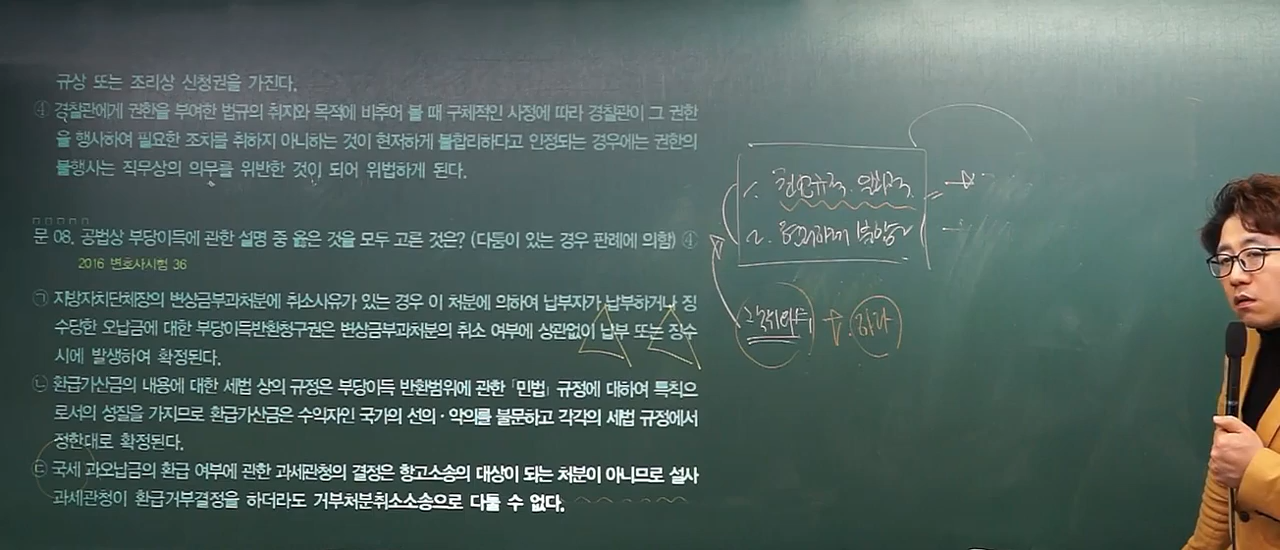 규상 또는 조리상 신청권을 가진다.
④ 경찰관에게 권한을 부여한 법규의 취지와 목적에 비추어 볼 때 구체적인 사정에 따라 경찰관이 그 권한
을 행사하여 필요한 조치를 취하지 아니하는 것이 현저하게 불합리하다고 인정되는 경우에는 권한의
불행사는 직무상의 의무를 위반한 것이 되어 위법하게 된다.
문 08. 공법상 부당이득에 관한 설명 중 옳은 것을 모두 고른 것은? (다툼이 있는 경우 판례에 의함) ④
2016 변호사시험 36
㉠ 지방자치단체장의 변상금부과처분에 취소사유가 있는 경우 이 처분에 의하여 납부자가 납부하거나 징
수당한 오납금에 대한 부당이득반환청구권은 변상금부과처분의 취소 여부에 상관없이 납부 또는 징수
시에 발생하여 확정된다.
㉡ 환급가산금의 내용에 대한 세법 상의 규정은 부당이득 반환범위에 관한 「민법」 규정에 대하여 특칙으
로서의 성질을 가지므로 환급가산금은 수익자인 국가의 선의·악의를 불문하고 각각의 세법 규정에서
정한대로 확정된다.
㉢ 국세 과오납금의 환급 여부에 관한 과세관청의 결정은 항고소송의 대상이 되는 처분이 아니므로 설사
과세관청이 환급거부결정을 하더라도 거부처분취소소송으로 다툴 수 없다.
1.
2.
하자